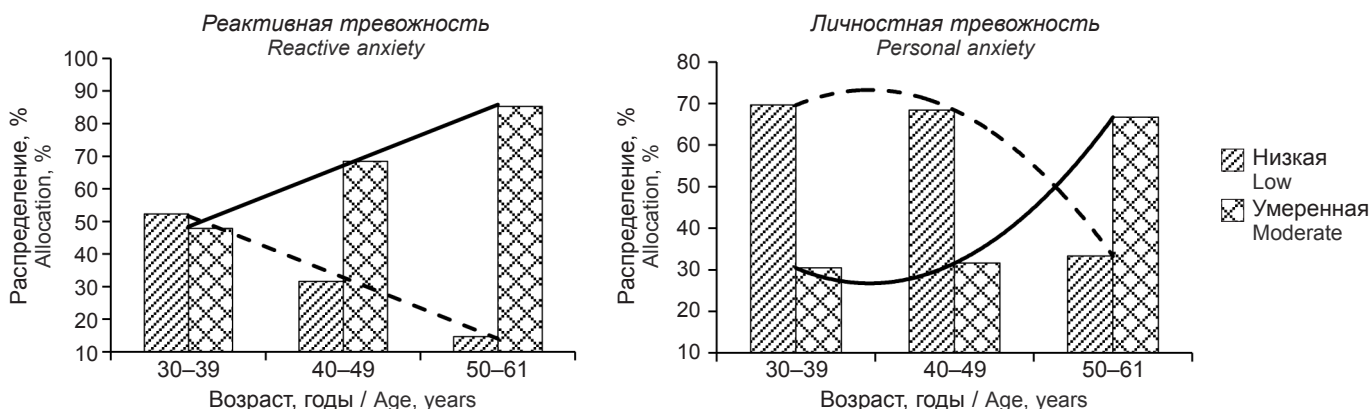 Реактивная тревожность
Reactive anxiety
Распределение, %
Allocation, %
100
90
80
70
60
50
40
30
20
10
30–39
40–49
50–61
Возраст, годы / Age, years
Личностная тревожность
Personal anxiety
Распределение, %
Allocation, %
80
70
60
50
40
30
20
10
30–39
40–49
50–61
Возраст, годы / Age, years
Низкая
Low
Умеренная
Moderate